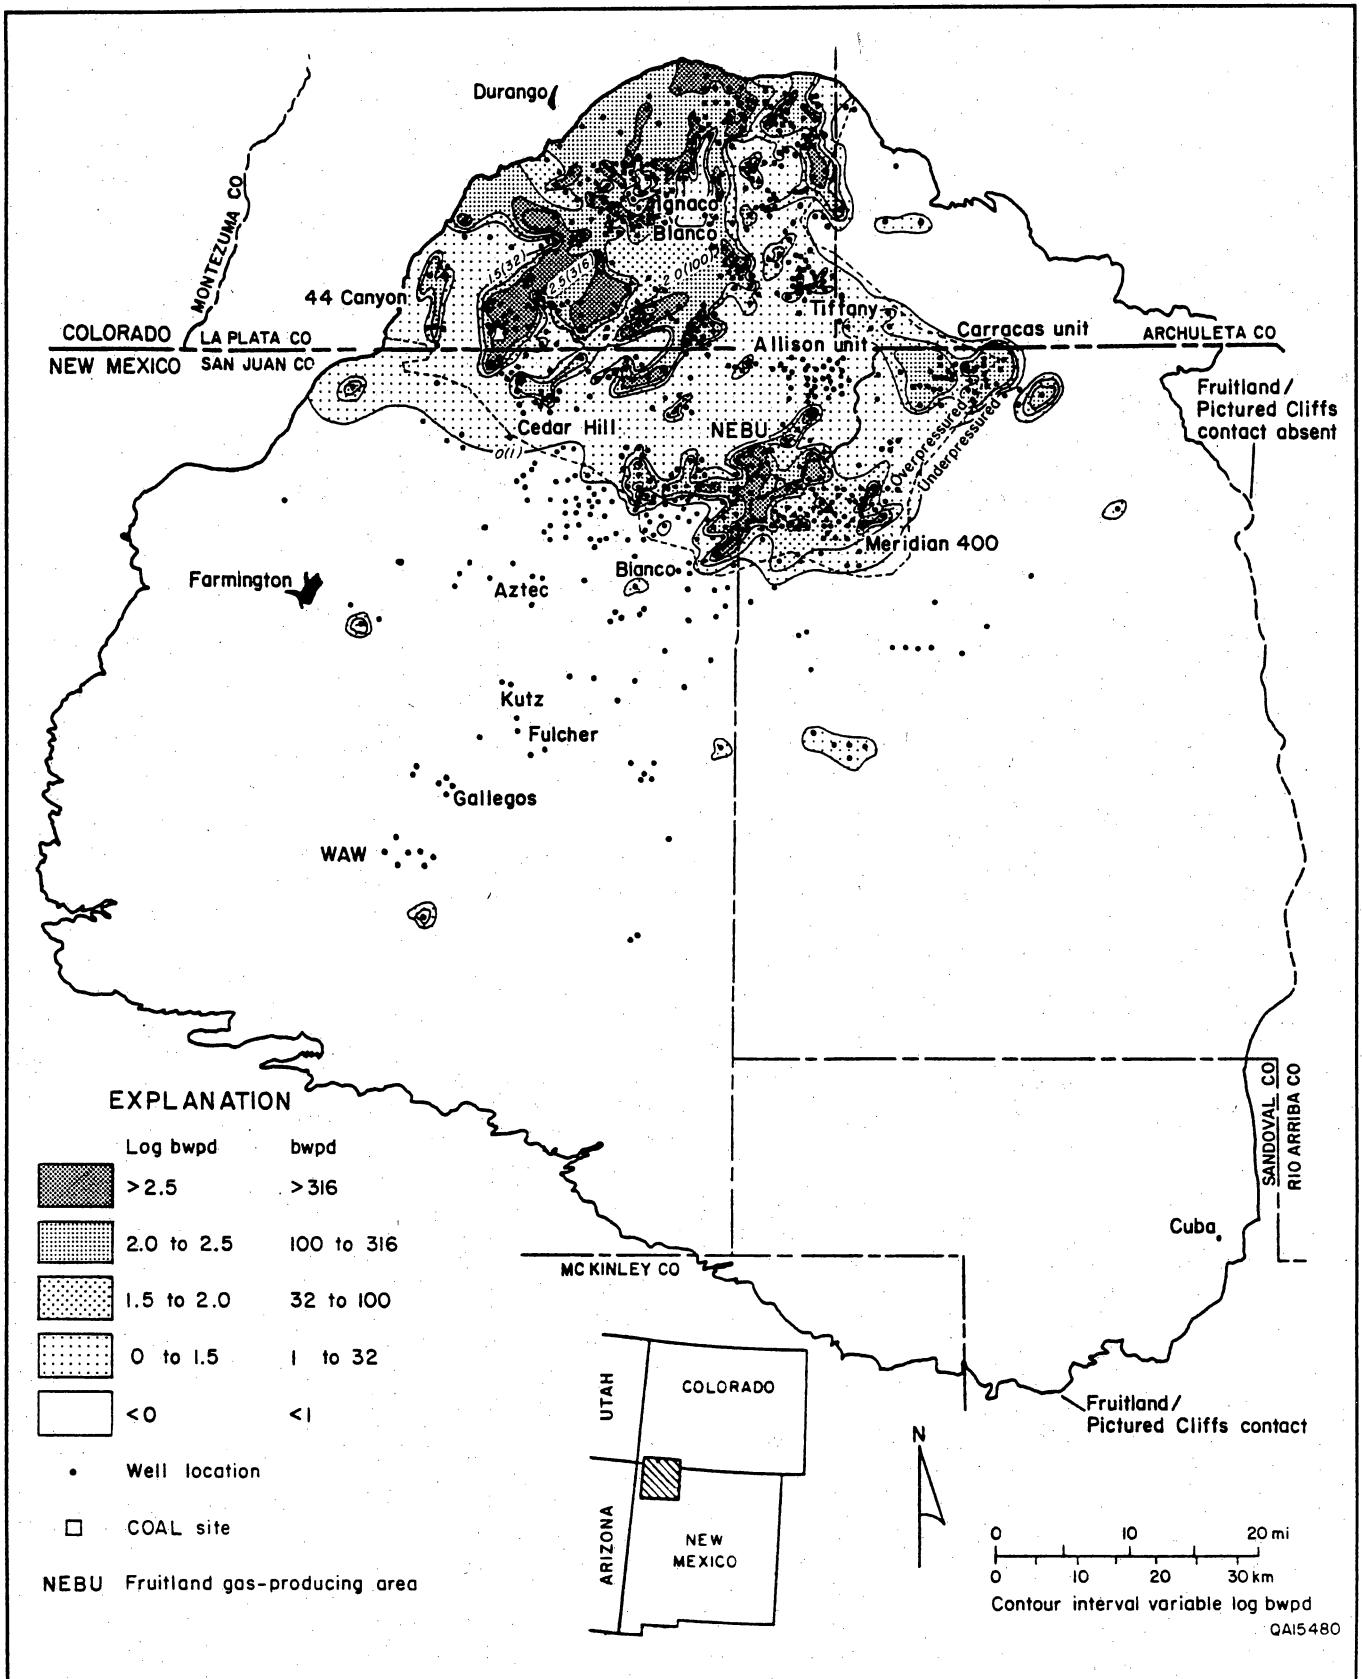 Durango
MONTEZUMA CO
Ignaco
Blanco
1.5(32)
2.5(316)
2.0(100)
44 Canyon
Tiffany
COLORADO
LA PLATA CO
Carracas unit
ARCHULETA CO
Allison unit
NEW MEXICO
SAN JUAN CO
Fruitland/
Pictured Cliffs
contact absent
Cedar Hill
NEBU
0(1)
Overpressured
Underpressured
Meridian 400
Farmington
Blanco
Aztec
Kutz
Fulcher
Gallegos
WAW
SANDOVAL CO
RIO ARRIBA CO
Cuba
MC KINLEY CO
EXPLANATION
Log bwpd bwpd
>2.5 >316
2.0 to 2.5 100 to 316
1.5 to 2.0 32 to 100
0 to 1.5 1 to 32
<0 <1
Well location
COAL site
NEBU Fruitland gas-producing area
UTAH
COLORADO
ARIZONA
NEW
MEXICO
Fruitland/
Pictured Cliffs contact
N
0 10 20 mi
0 10 20 30 km
Contour interval variable log bwpd
QA15480